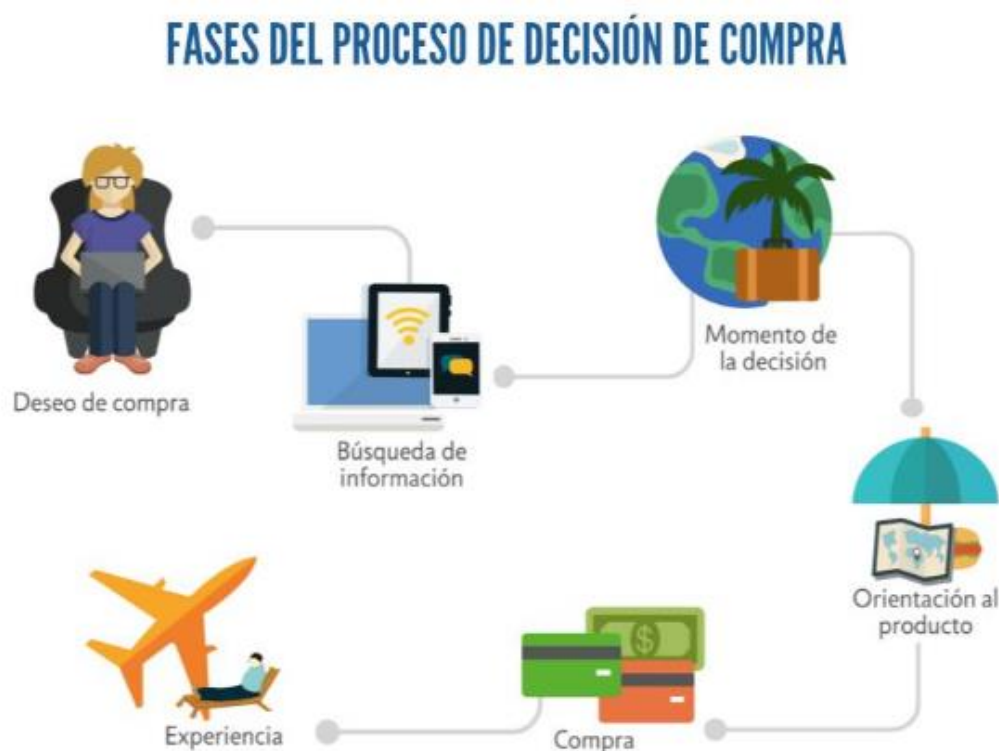 FASES DEL PROCESO DE DECISIÓN DE COMPRA
Deseo de compra
Búsqueda de
información
Momento de
la decisión
Orientación al
producto
$
Compra
Experiencia